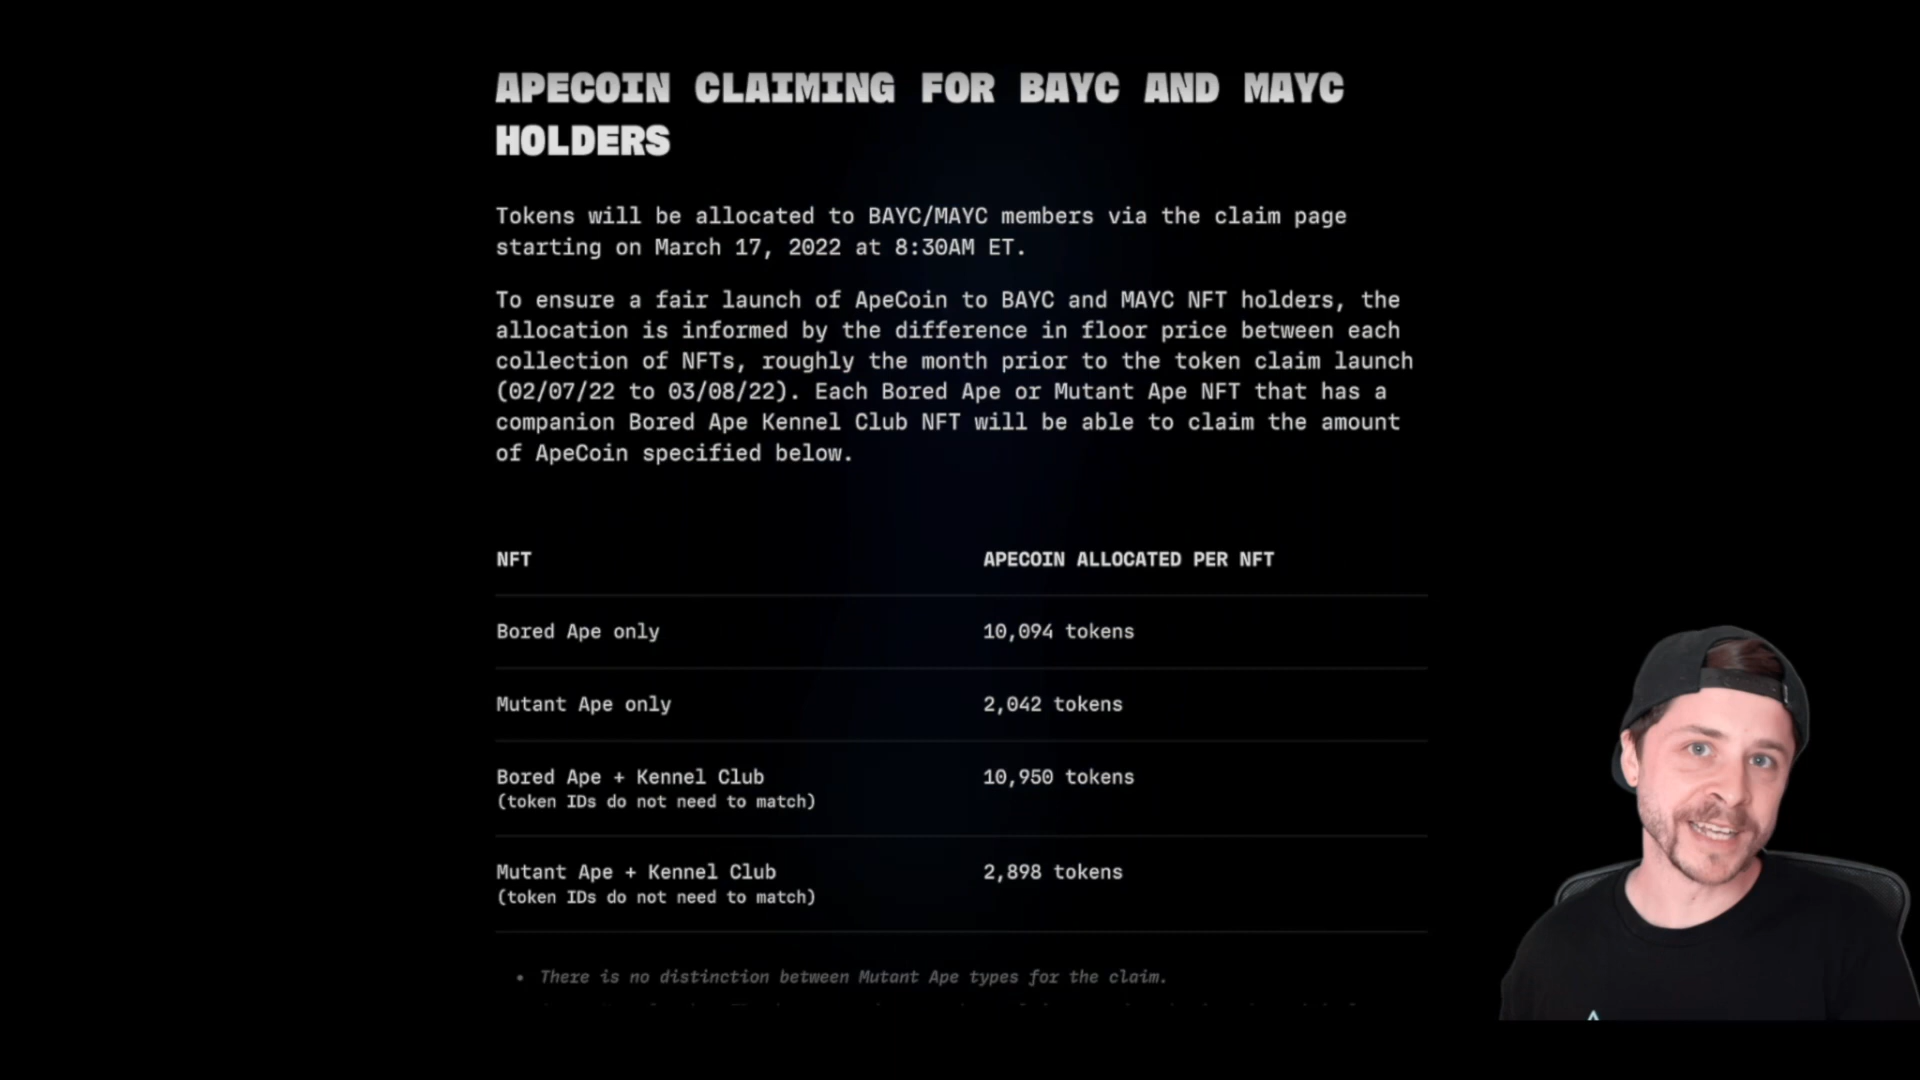 APECOIN CLAIMING FOR BAYC AND MAYC
HOLDERS
Tokens will be allocated to BAYC/MAYC members via the claim page
starting on March 17, 2022 at 8:30AM ET.
To ensure a fair launch of ApeCoin to BAYC and MAYC NFT holders, the
allocation is informed by the difference in floor price between each
collection of NFTs, roughly the month prior to the token claim launch
(02/07/22 to 03/08/22). Each Bored Ape or Mutant Ape NFT that has a
companion Bored Ape Kennel Club NFT will be able to claim the amount
of ApeCoin specified below.
NFT APECOIN ALLOCATED PER NFT
Bored Ape only 10,094 tokens
Mutant Ape only 2,042 tokens
Bored Ape + Kennel Club 10,950 tokens
(token IDs do not need to match)
Mutant Ape + Kennel Club 2,898 tokens
(token IDs do not need to match)
• There is no distinction between Mutant Ape types for the claim.